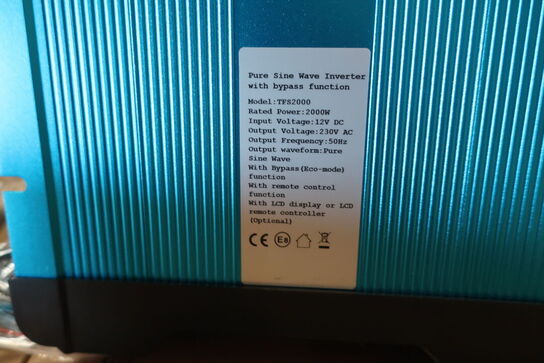 Pure Sine Wave Inverter
with bypass function
Model:TFS2000
Rated Power:2000W
Input Voltage:12V DC
Output Voltage:230V AC
Output Frequency:50Hz
Output waveform:Pure
Sine Wave
With Bypass(Eco-mode)
function
With remote control
function
With LCD display or LCD
remote controller
(Optional)
CE E8